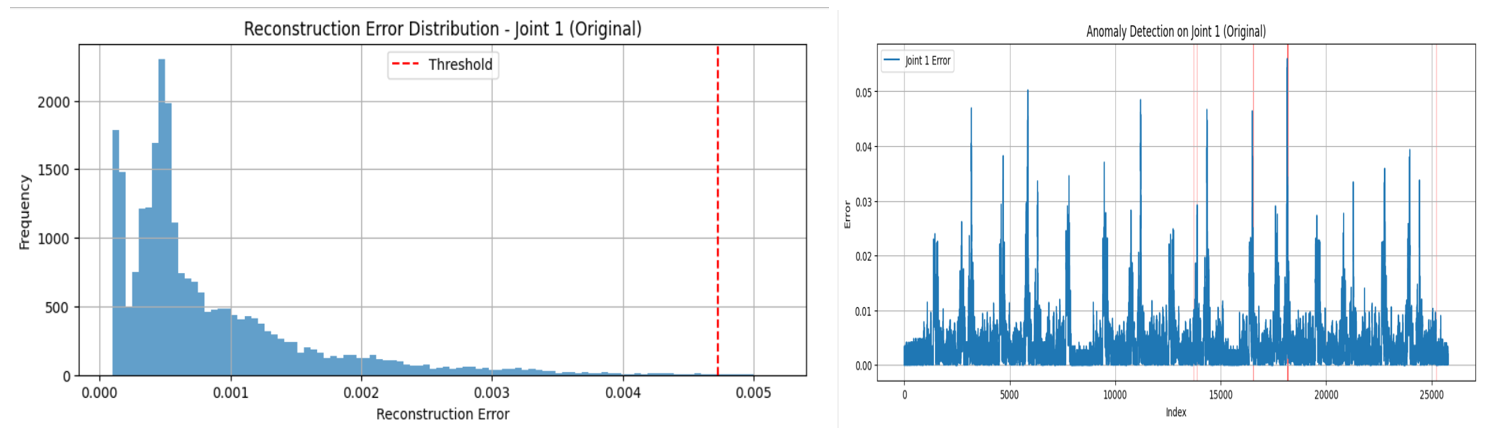 Reconstruction Error Distribution - Joint 1 (Original)
Threshold
Frequency
2000
1500
1000
500
0
0.000 0.001 0.002 0.003 0.004 0.005
Reconstruction Error
Anomaly Detection on Joint 1 (Original)
Joint 1 Error
Error
0.05
0.04
0.03
0.02
0.01
0.00
0 5000 10000 15000 20000 25000
Index